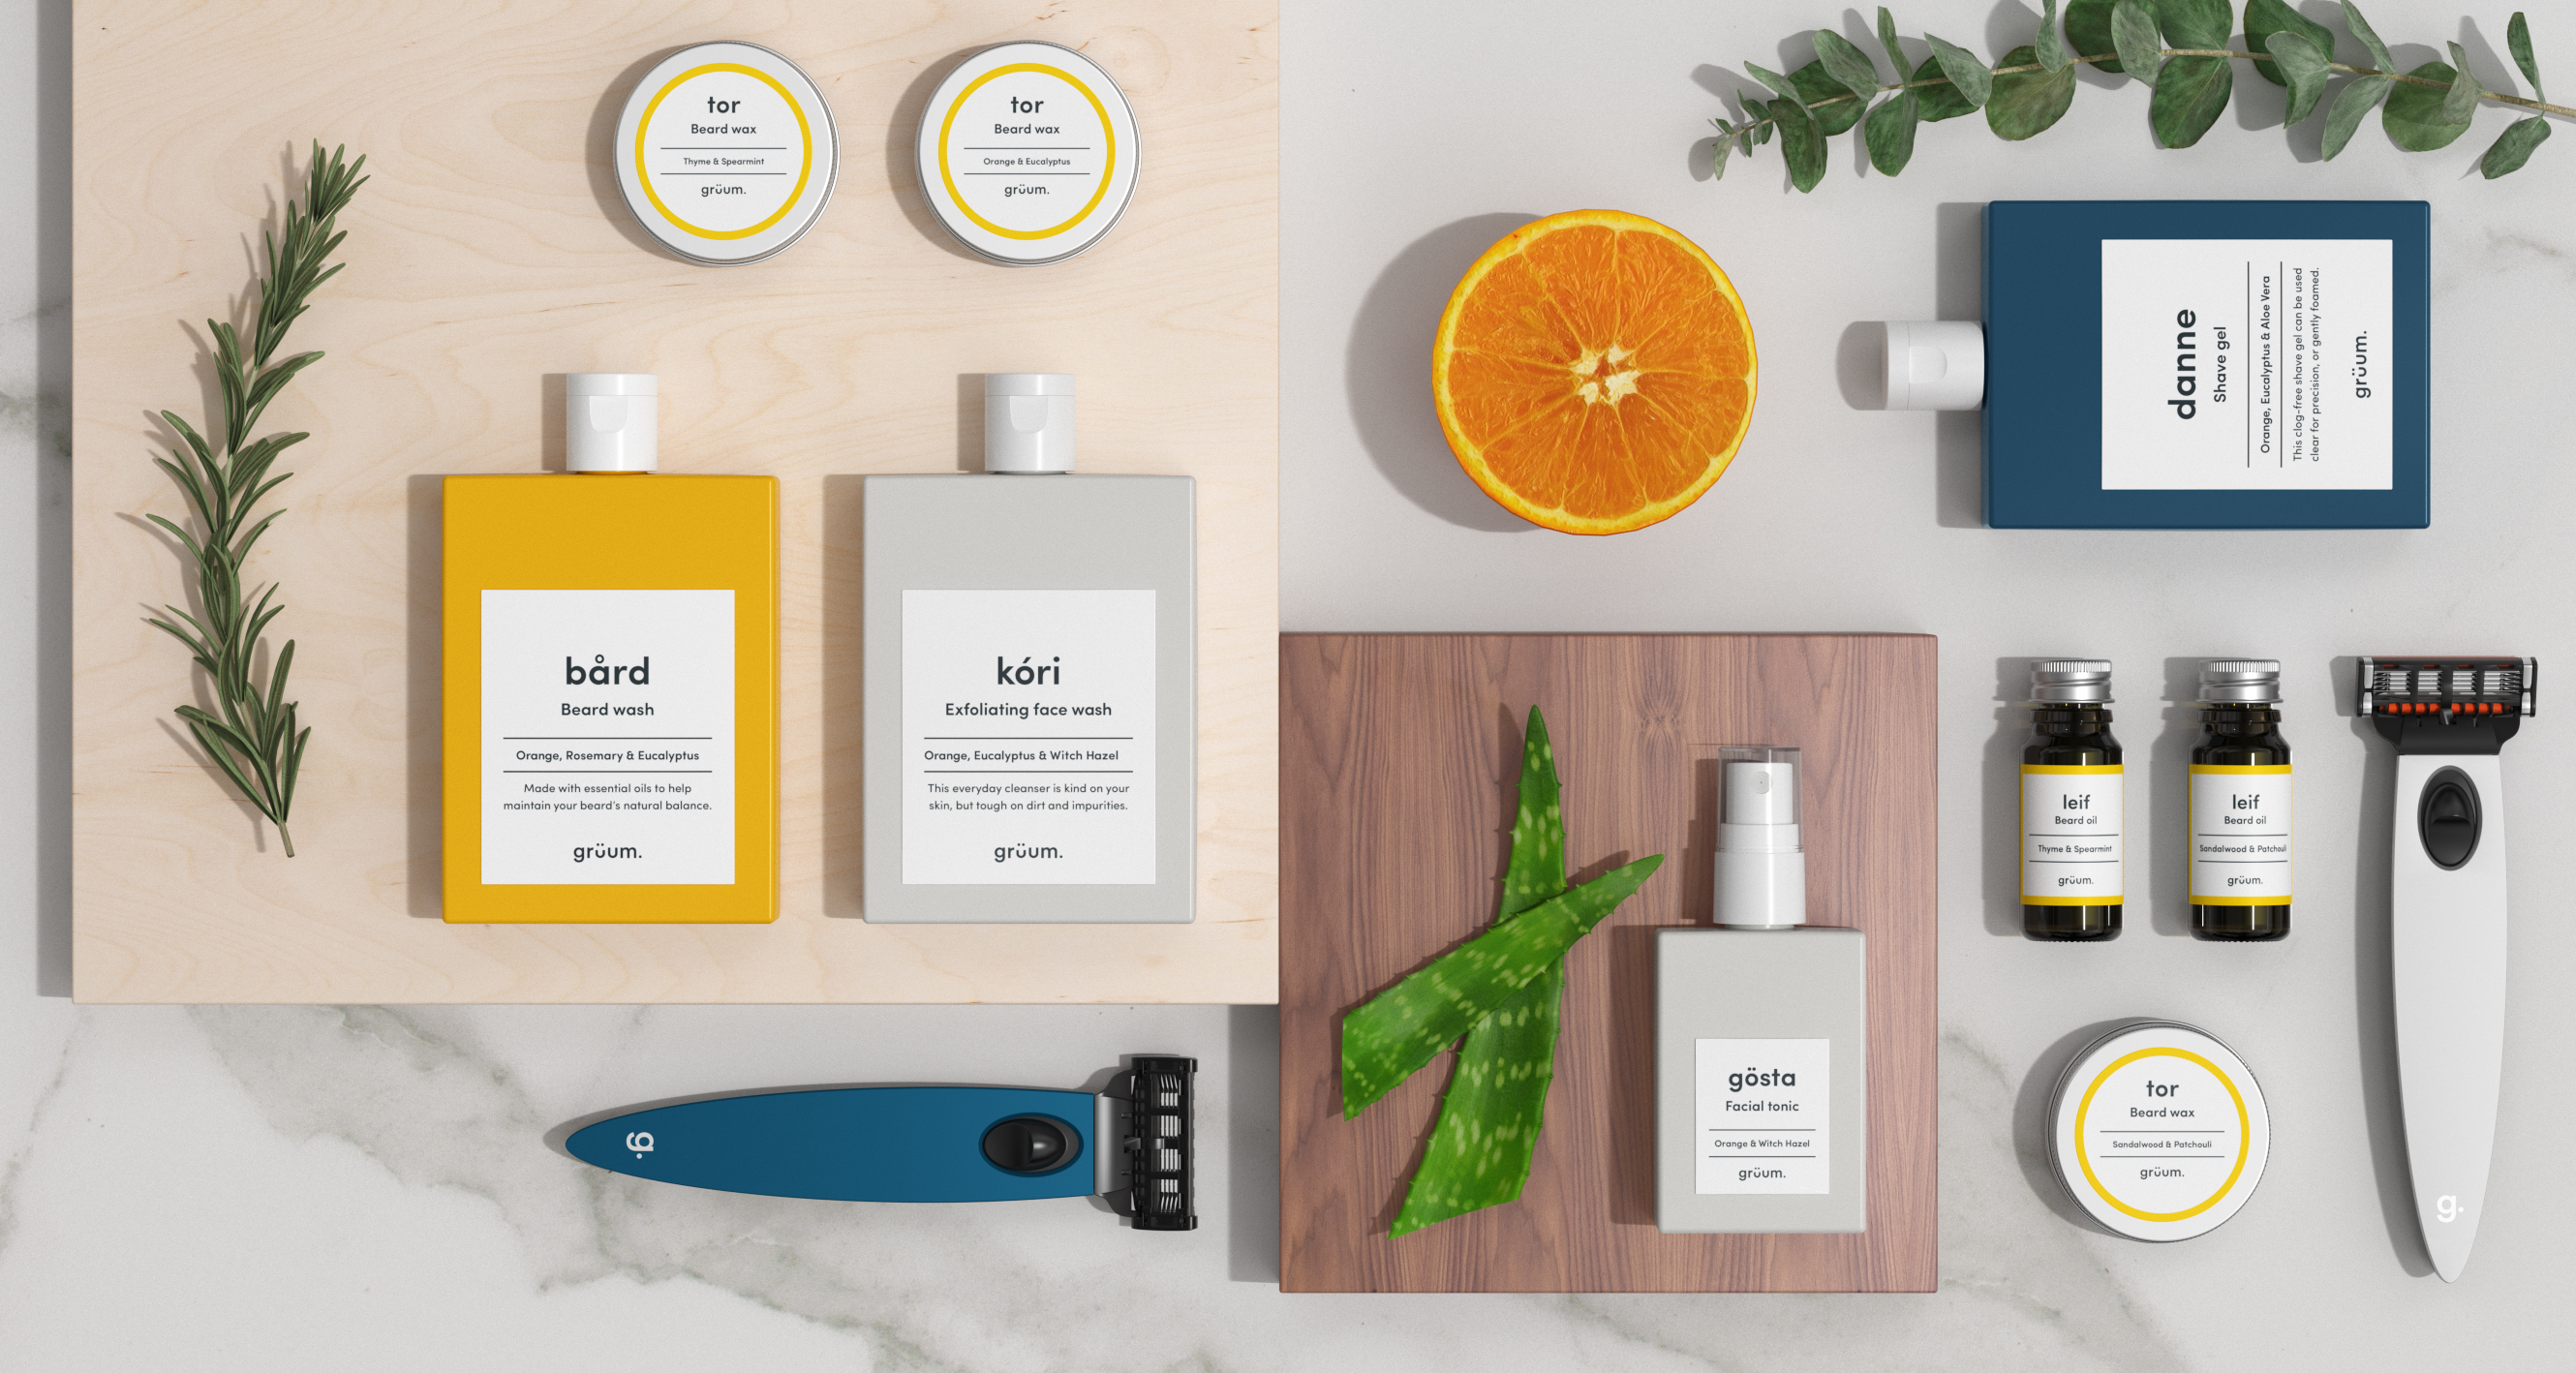 tor
Beard wax
Thyme & Spearmint
grüum.
tor
Beard wax
Orange & Eucalyptus
grüum.
bård
Beard wash
Orange, Rosemary & Eucalyptus
Made with essential oils to help
maintain your beard's natural balance.
grüum.
kóri
Exfoliating face wash
Orange, Eucalyptus & Witch Hazel
This everyday cleanser is kind on your
skin, but tough on dirt and impurities.
grüum.
danne
Shave gel
Orange, Eucalyptus & Aloe Vera
This clog-free shave gel can be used
clear for precision, or gently foamed.
grüum.
g.
gösta
Facial tonic
Orange & Witch Hazel
grüum.
leif
Beard oil
Thyme & Spearmint
grüum.
leif
Beard oil
Sandalwood & Patchouli
grüum.
tor
Beard wax
Sandalwood & Patchouli
grüum.
g.